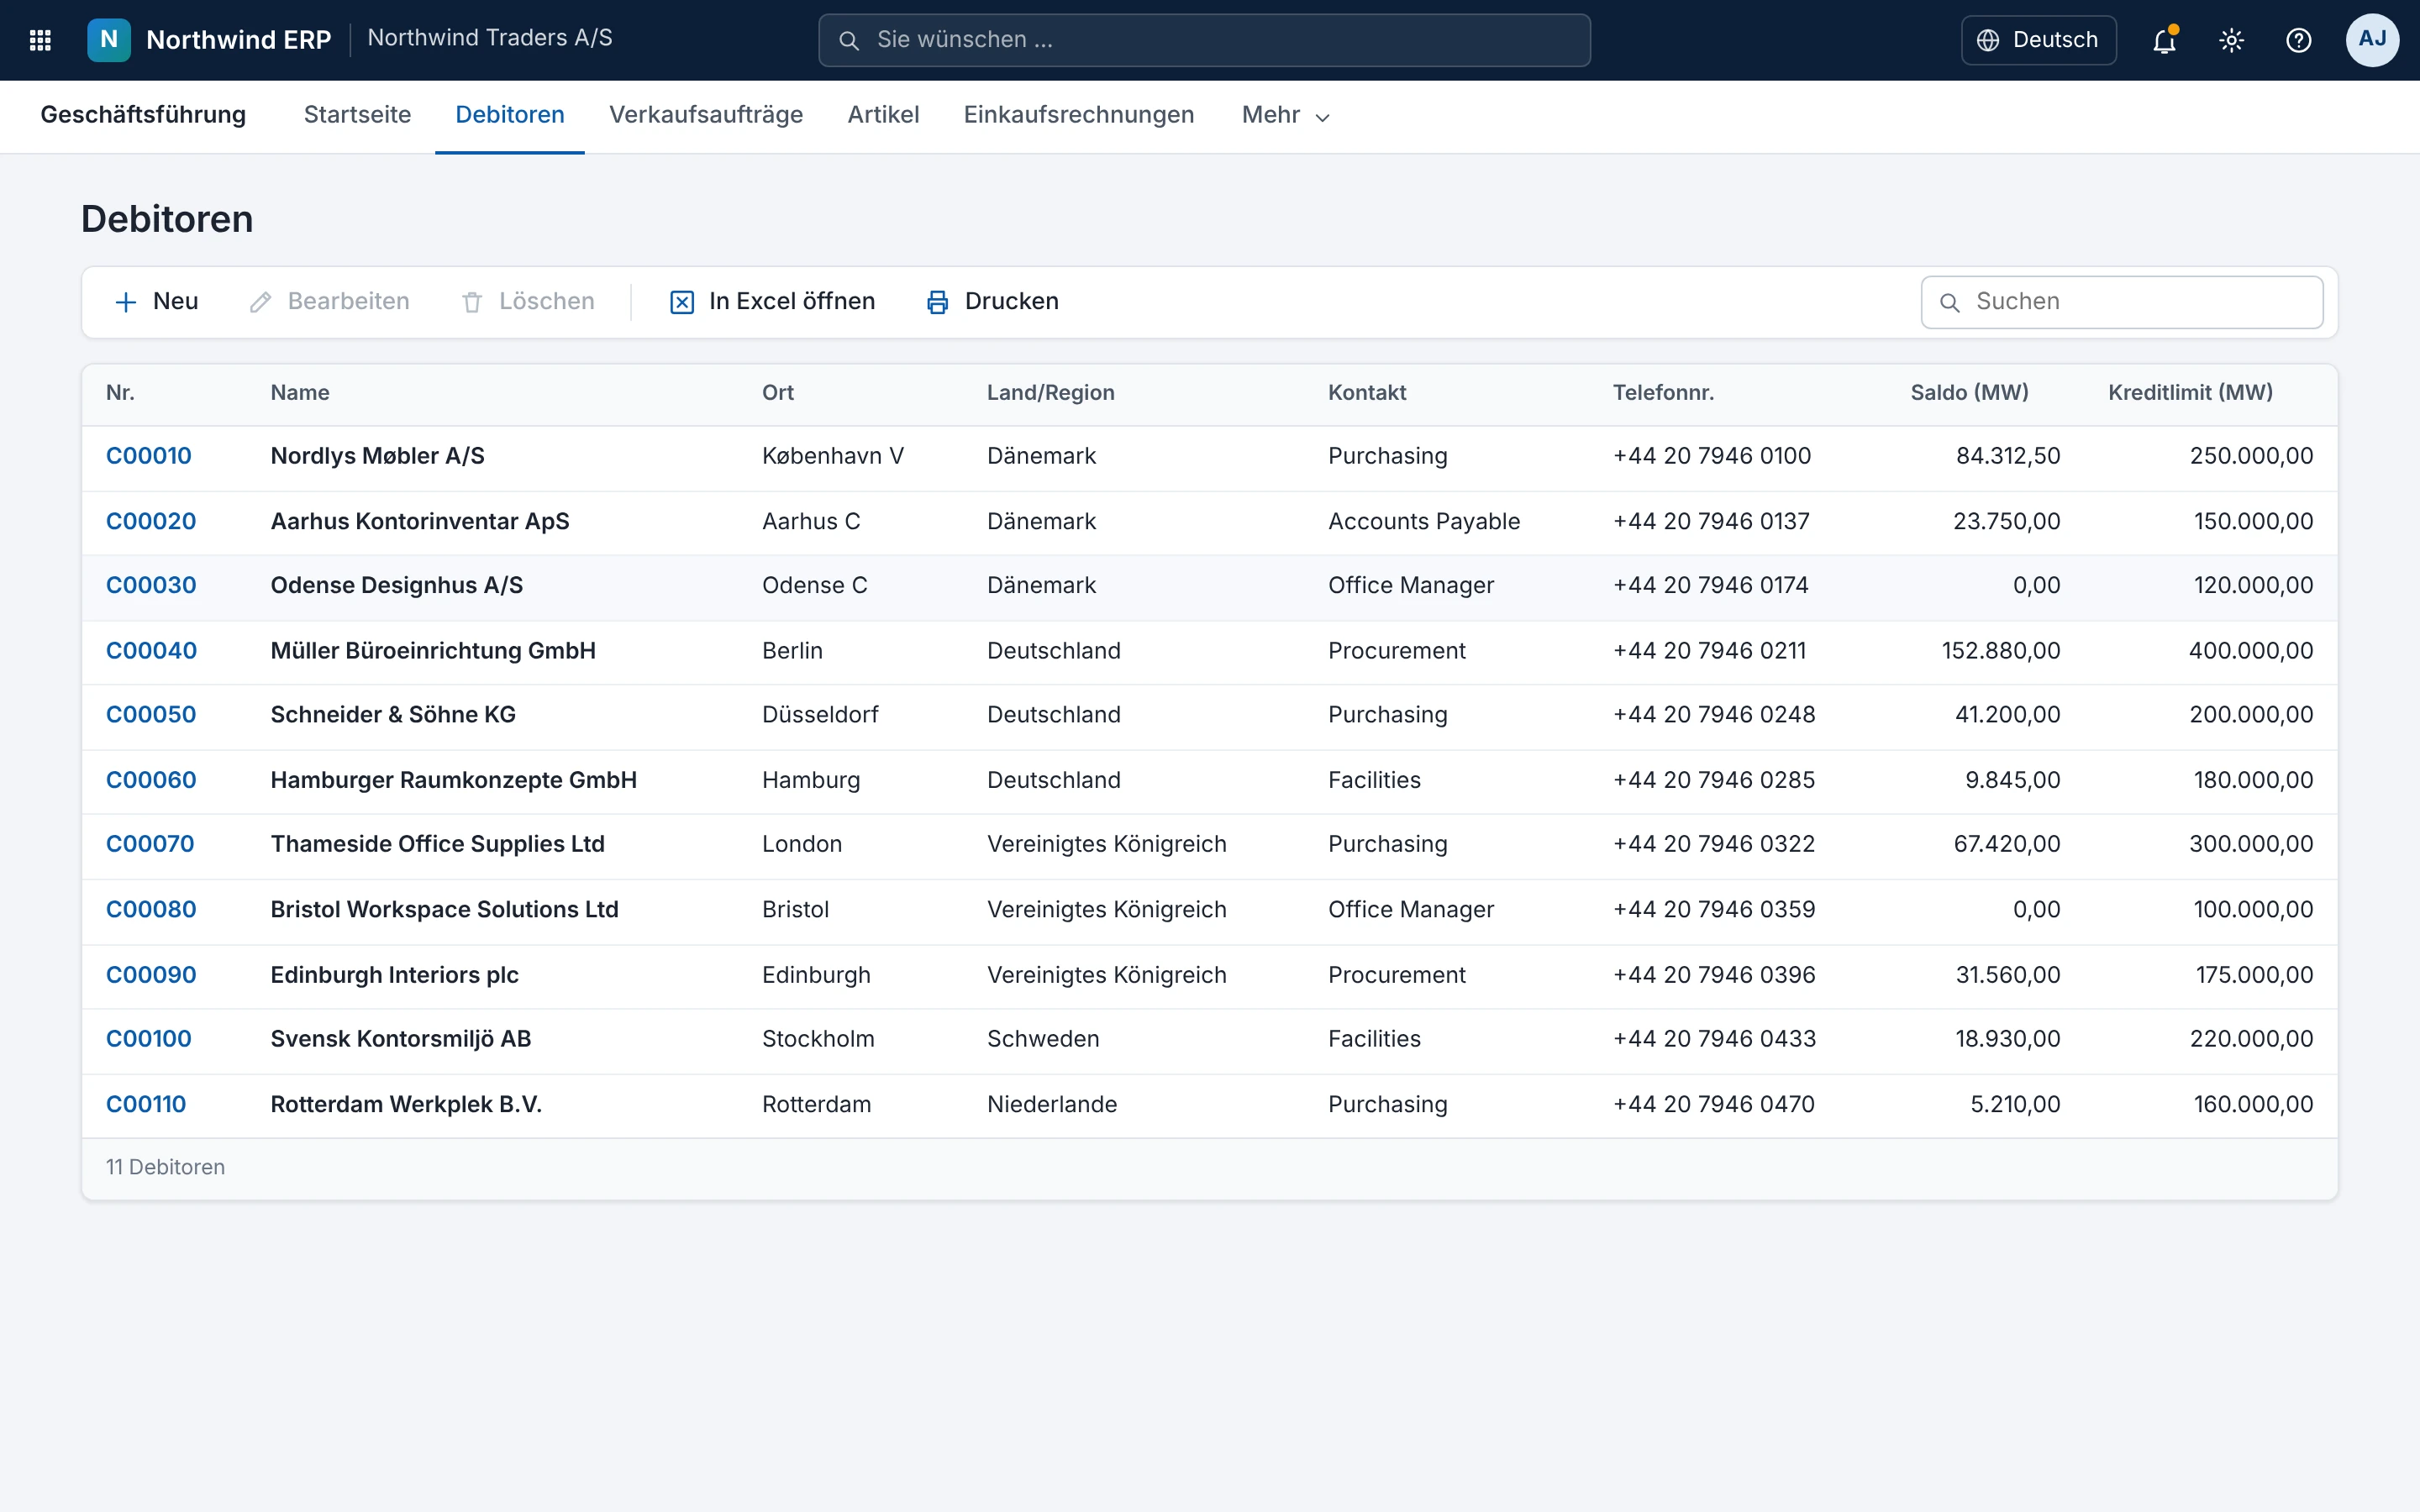 N Northwind ERP Northwind Traders A/S Sie wünschen ... Deutsch AJ
Geschäftsführung Startseite Debitoren Verkaufsaufträge Artikel Einkaufsrechnungen Mehr
Debitoren
Neu Bearbeiten Löschen In Excel öffnen Drucken Suchen
Nr. Name Ort Land/Region Kontakt Telefonnr. Saldo (MW) Kreditlimit (MW)
C00010 Nordlys Møbler A/S København V Dänemark Purchasing +44 20 7946 0100 84.312,50 250.000,00
C00020 Aarhus Kontorinventar ApS Aarhus C Dänemark Accounts Payable +44 20 7946 0137 23.750,00 150.000,00
C00030 Odense Designhus A/S Odense C Dänemark Office Manager +44 20 7946 0174 0,00 120.000,00
C00040 Müller Büroeinrichtung GmbH Berlin Deutschland Procurement +44 20 7946 0211 152.880,00 400.000,00
C00050 Schneider & Söhne KG Düsseldorf Deutschland Purchasing +44 20 7946 0248 41.200,00 200.000,00
C00060 Hamburger Raumkonzepte GmbH Hamburg Deutschland Facilities +44 20 7946 0285 9.845,00 180.000,00
C00070 Thameside Office Supplies Ltd London Vereinigtes Königreich Purchasing +44 20 7946 0322 67.420,00 300.000,00
C00080 Bristol Workspace Solutions Ltd Bristol Vereinigtes Königreich Office Manager +44 20 7946 0359 0,00 100.000,00
C00090 Edinburgh Interiors plc Edinburgh Vereinigtes Königreich Procurement +44 20 7946 0396 31.560,00 175.000,00
C00100 Svensk Kontorsmiljö AB Stockholm Schweden Facilities +44 20 7946 0433 18.930,00 220.000,00
C00110 Rotterdam Werkplek B.V. Rotterdam Niederlande Purchasing +44 20 7946 0470 5.210,00 160.000,00
11 Debitoren